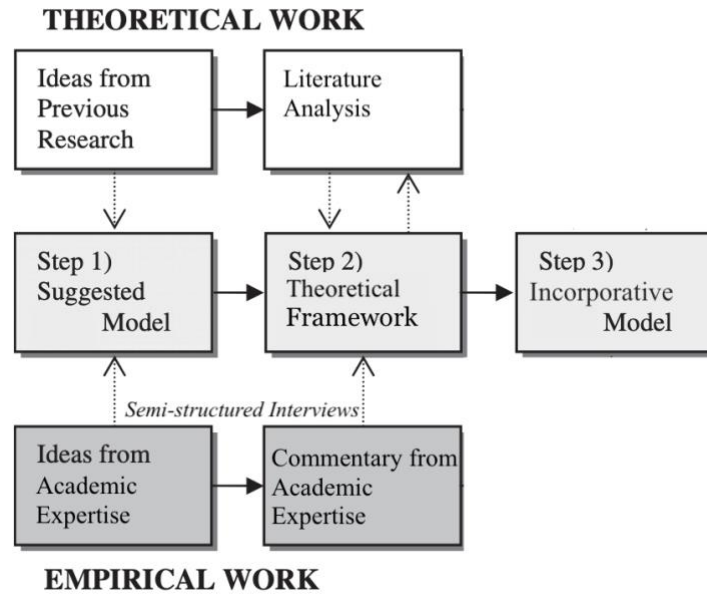 THEORETICAL WORK
Ideas from
Previous
Research
Literature
Analysis
Step 1)
Suggested
Model
Step 2)
Theoretical
Framework
Step 3)
Incorporative
Model
Semi-structured Interviews
Ideas from
Academic
Expertise
Commentary from
Academic
Expertise
EMPIRICAL WORK